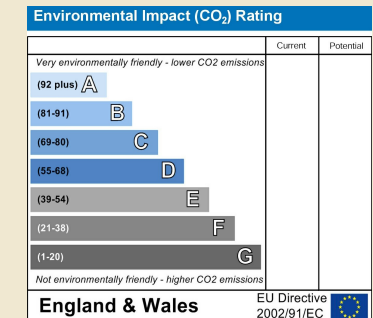 Environmental Impact (CO₂) Rating
Current Potential
Very environmentally friendly - lower CO2 emissions
(92 plus) A
(81-91) B
(69-80) C
(55-68) D
(39-54) E
(21-38) F
(1-20) G
Not environmentally friendly - higher CO2 emissions
England & Wales
EU Directive
2002/91/EC